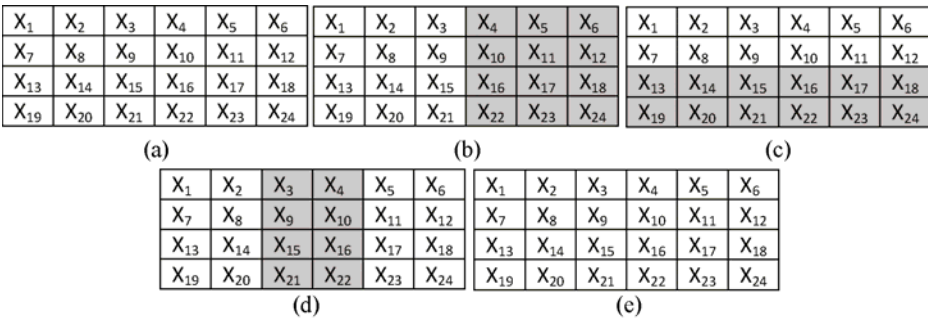 X₁ X₂ X₃ X₄ X₅ X₆ X₁ X₂ X₃ X₄ X₅ X₆ X₁ X₂ X₃ X₄ X₅ X₆
X₇ X₈ X₉ X₁₀ X₁₁ X₁₂ X₇ X₈ X₉ X₁₀ X₁₁ X₁₂ X₇ X₈ X₉ X₁₀ X₁₁ X₁₂
X₁₃ X₁₄ X₁₅ X₁₆ X₁₇ X₁₈ X₁₃ X₁₄ X₁₅ X₁₆ X₁₇ X₁₈ X₁₃ X₁₄ X₁₅ X₁₆ X₁₇ X₁₈
X₁₉ X₂₀ X₂₁ X₂₂ X₂₃ X₂₄ X₁₉ X₂₀ X₂₁ X₂₂ X₂₃ X₂₄ X₁₉ X₂₀ X₂₁ X₂₂ X₂₃ X₂₄
(a) (b) (c)
X₁ X₂ X₃ X₄ X₅ X₆ X₁ X₂ X₃ X₄ X₅ X₆
X₇ X₈ X₉ X₁₀ X₁₁ X₁₂ X₇ X₈ X₉ X₁₀ X₁₁ X₁₂
X₁₃ X₁₄ X₁₅ X₁₆ X₁₇ X₁₈ X₁₃ X₁₄ X₁₅ X₁₆ X₁₇ X₁₈
X₁₉ X₂₀ X₂₁ X₂₂ X₂₃ X₂₄ X₁₉ X₂₀ X₂₁ X₂₂ X₂₃ X₂₄
(d) (e)